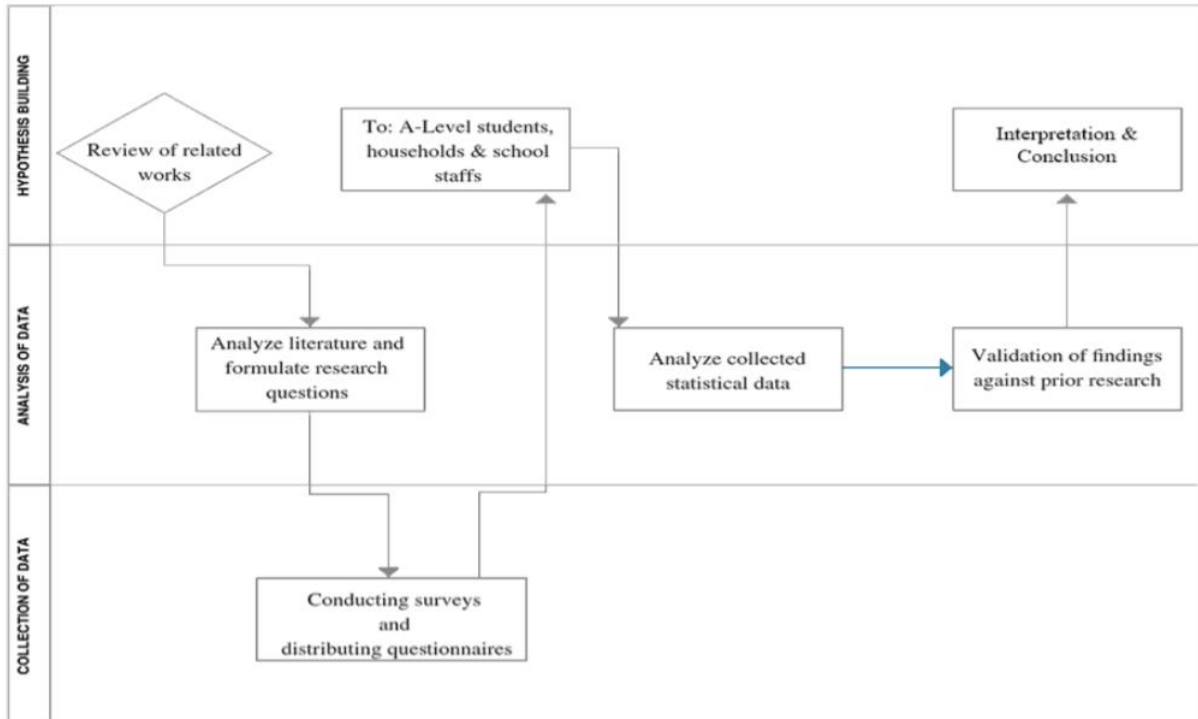 HYPOTHESIS BUILDING
Review of related
works
To: A-Level students,
households & school
staffs
Interpretation &
Conclusion
ANALYSIS OF DATA
Analyze literature and
formulate research
questions
Analyze collected
statistical data
Validation of findings
against prior research
COLLECTION OF DATA
Conducting surveys
and
distributing questionnaires